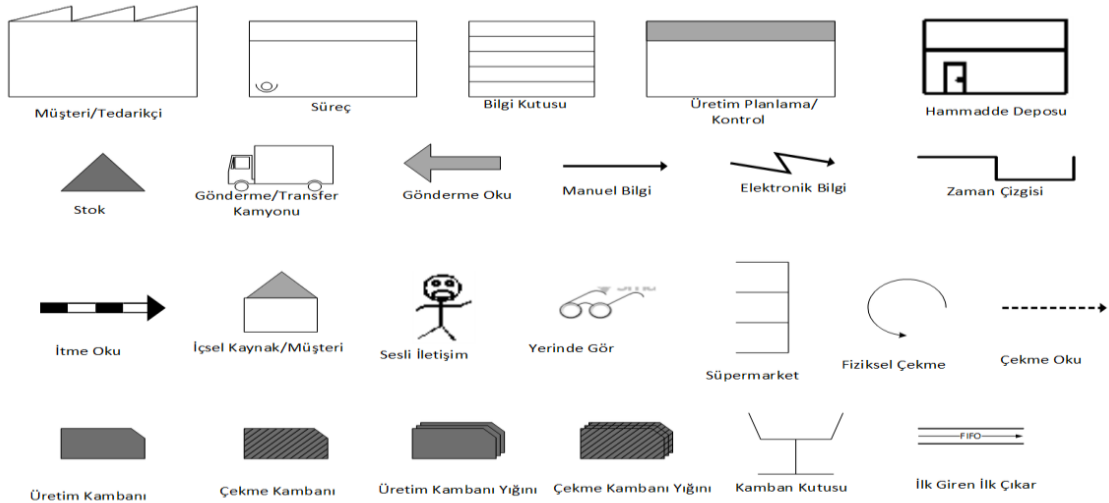 Müşteri/Tedarikçi
Süreç
Bilgi Kutusu
Üretim Planlama/
Kontrol
Hammadde Deposu
Stok
Gönderme/Transfer
Kamyonu
Gönderme Oku
Manuel Bilgi
Elektronik Bilgi
Zaman Çizgisi
İtme Oku
İçsel Kaynak/Müşteri
Sesli İletişim
Yerinde Gör
Süpermarket
Fiziksel Çekme
Çekme Oku
Üretim Kambanı
Çekme Kambanı
Üretim Kambanı Yığını
Çekme Kambanı Yığını
Kamban Kutusu
FIFO
İlk Giren İlk Çıkar